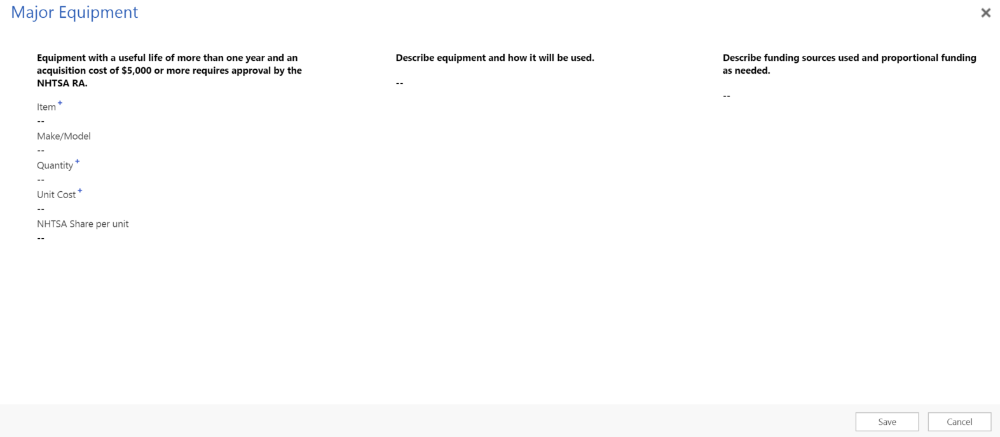 Major Equipment
Equipment with a useful life of more than one year and an
acquisition cost of $5,000 or more requires approval by the
NHTSA RA.
Item +
--
Make/Model
--
Quantity +
--
Unit Cost +
--
NHTSA Share per unit
--
Describe equipment and how it will be used.
--
Describe funding sources used and proportional funding
as needed.
--
Save
Cancel